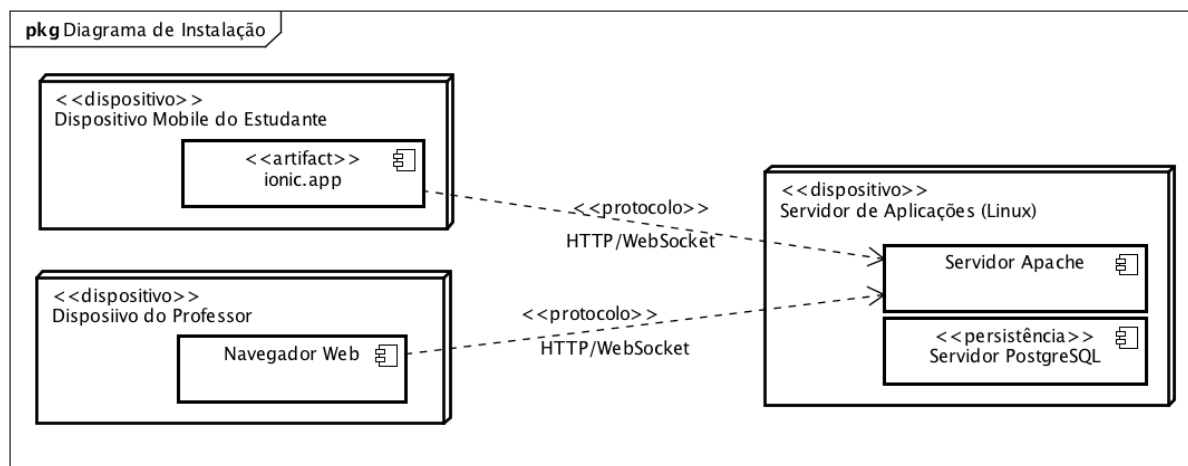 pkg Diagrama de Instalação
<<dispositivo>>
Dispositivo Mobile do Estudante
<<artifact>>
ionic.app
<<protocolo>>
HTTP/WebSocket
<<dispositivo>>
Disposiivo do Professor
Navegador Web
<<protocolo>>
HTTP/WebSocket
<<dispositivo>>
Servidor de Aplicações (Linux)
Servidor Apache
<<persistência>>
Servidor PostgreSQL